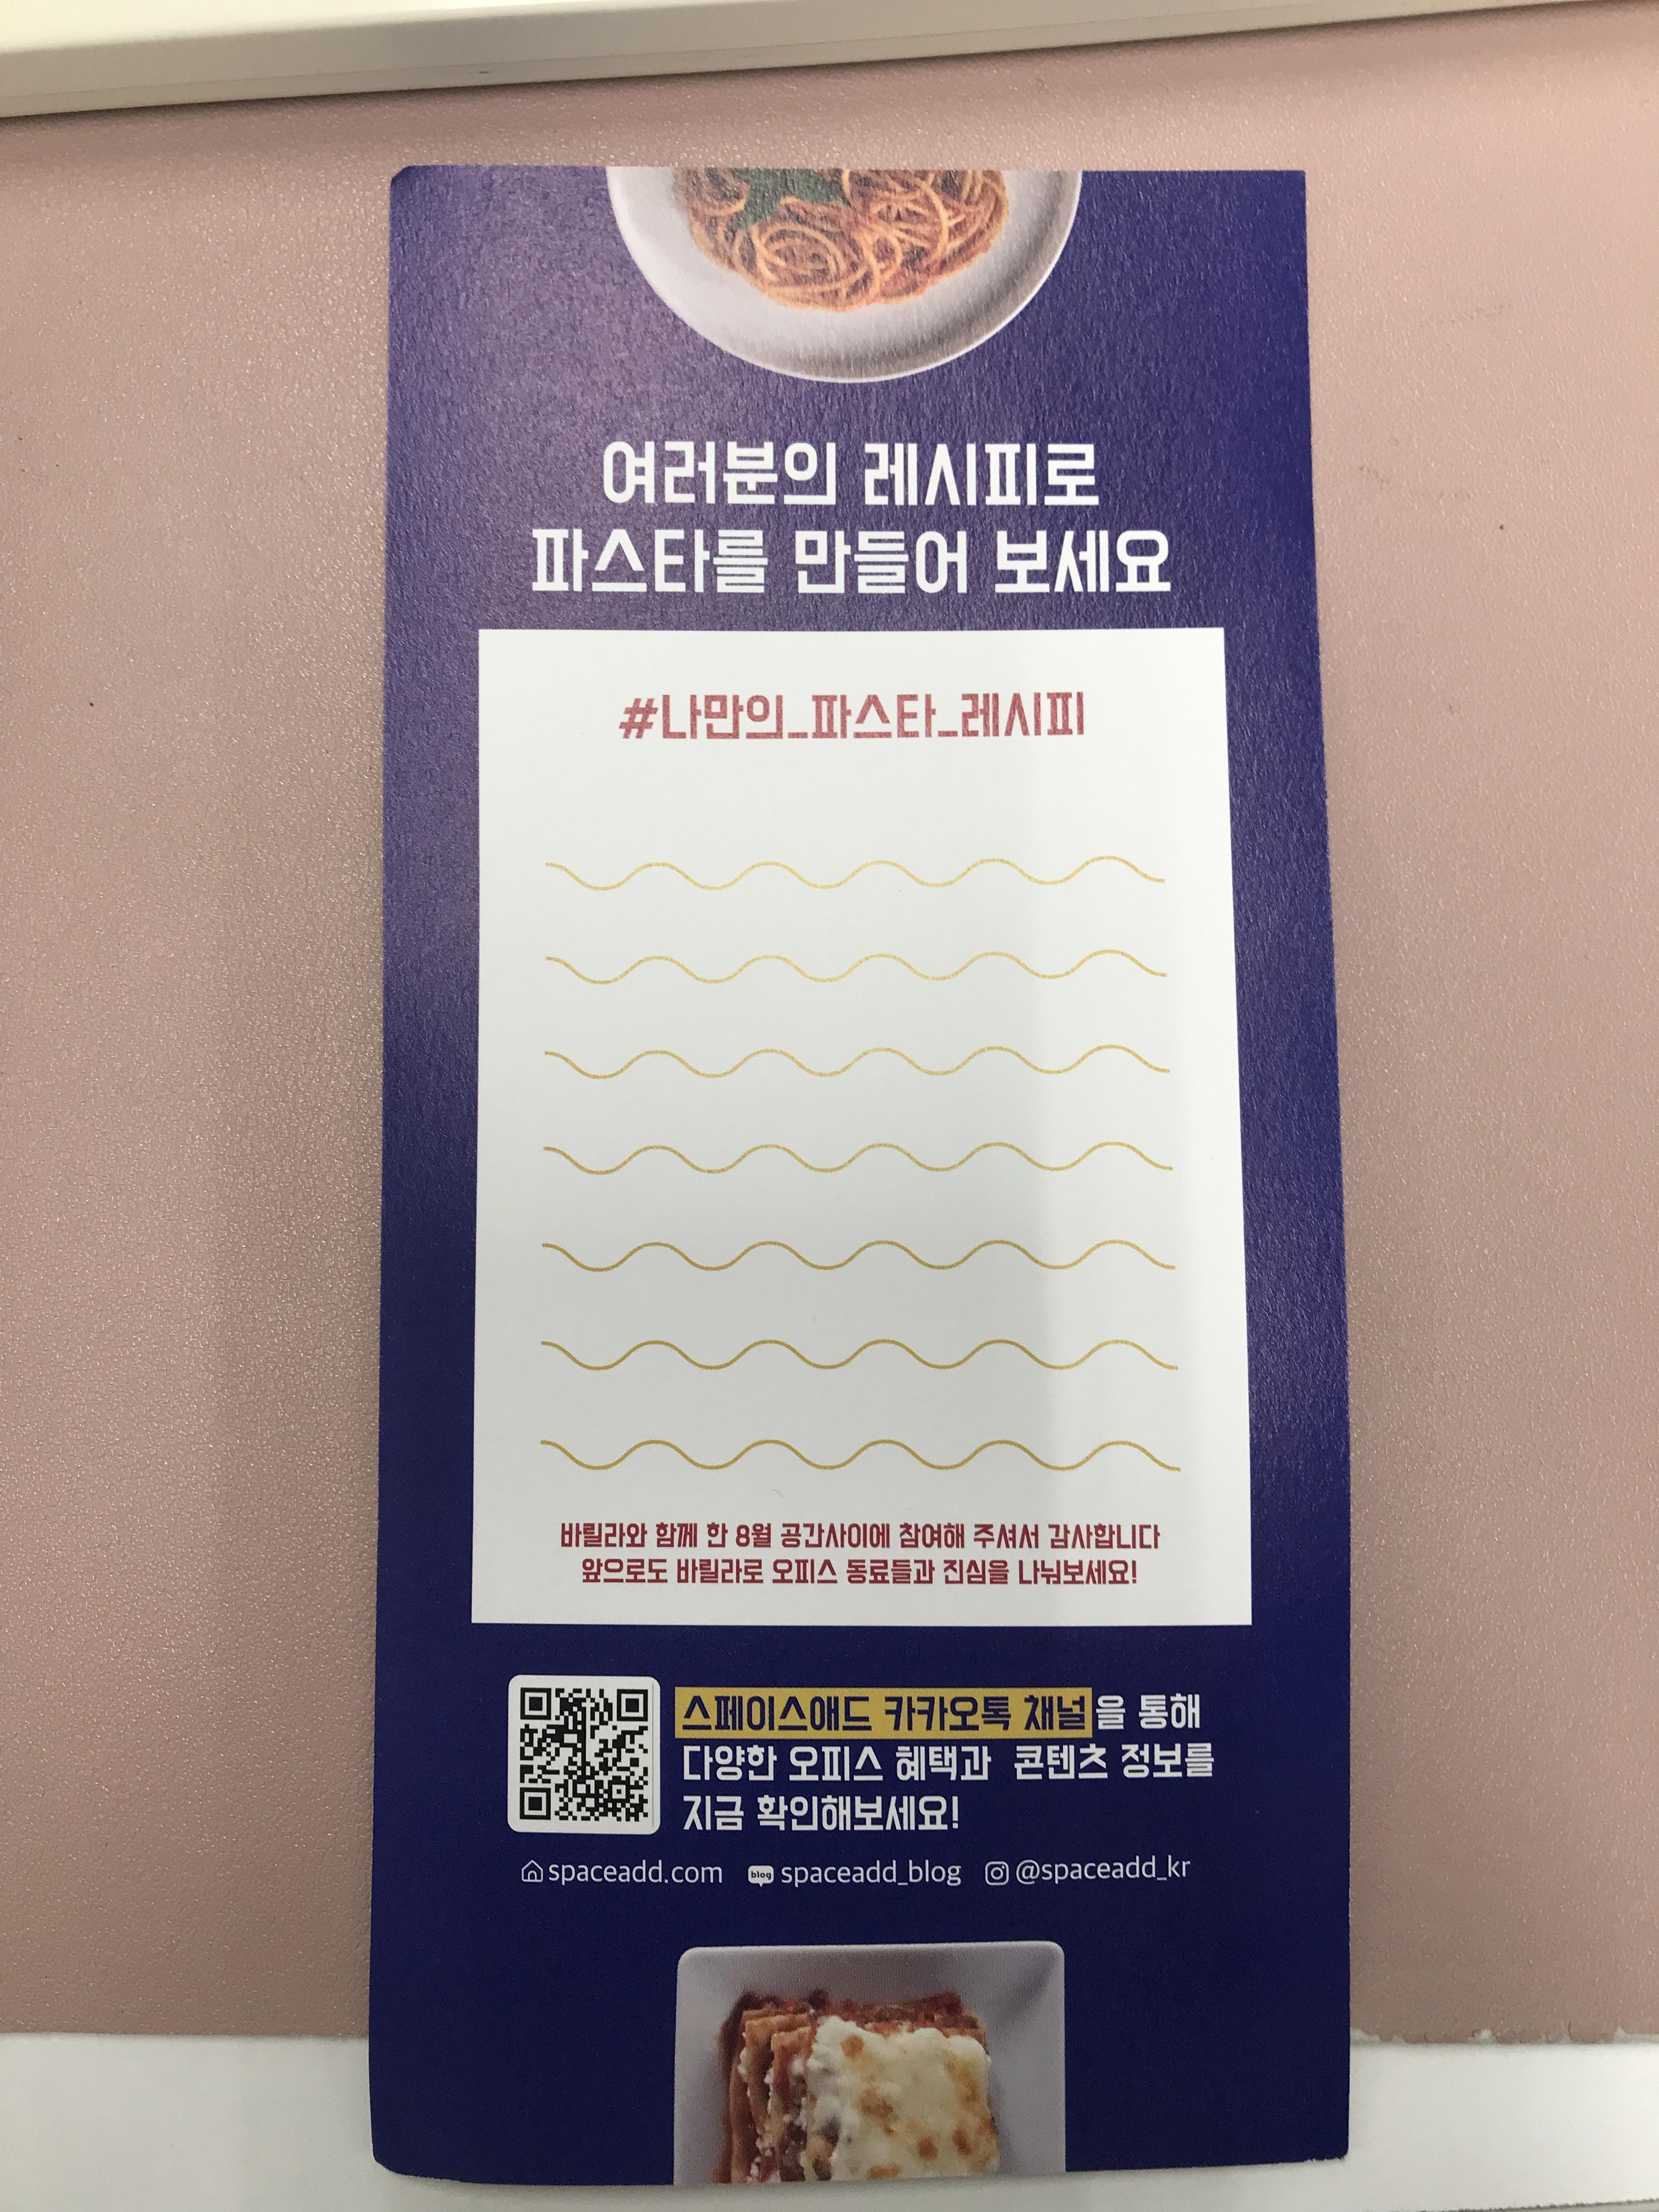 여러분의 레시피로
파스타를 만들어 보세요
#나만의_파스타_레시피
바릴라와 함께 한 8월 공간사이에 참여해 주셔서 감사합니다
앞으로도 바릴라로 오피스 동료들과 진심을 나눠보세요!
스페이스애드 카카오톡 채널을 통해
다양한 오피스 혜택과 콘텐츠 정보를
지금 확인해보세요!
spaceadd.com blog spaceadd_blog @spaceadd_kr